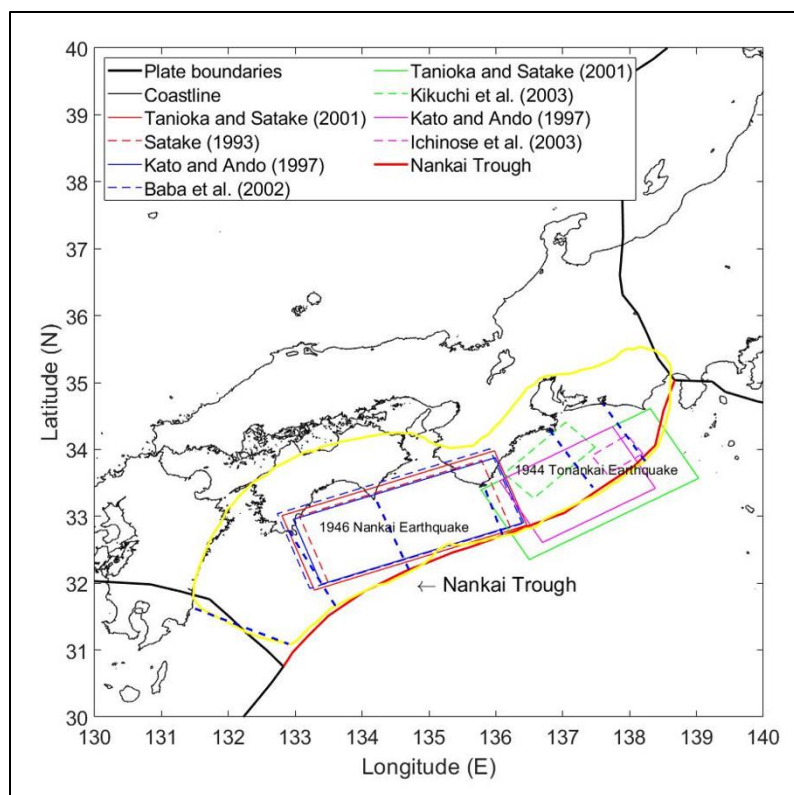 40
39
38
37
36
35
34
33
32
31
30
Latitude (N)
Plate boundaries
Coastline
Tanioka and Satake (2001)
Satake (1993)
Kato and Ando (1997)
Baba et al. (2002)
Tanioka and Satake (2001)
Kikuchi et al. (2003)
Kato and Ando (1997)
Ichinose et al. (2003)
Nankai Trough
1944 Tonankai Earthquake
1946 Nankai Earthquake
← Nankai Trough
130 131 132 133 134 135 136 137 138 139 140
Longitude (E)